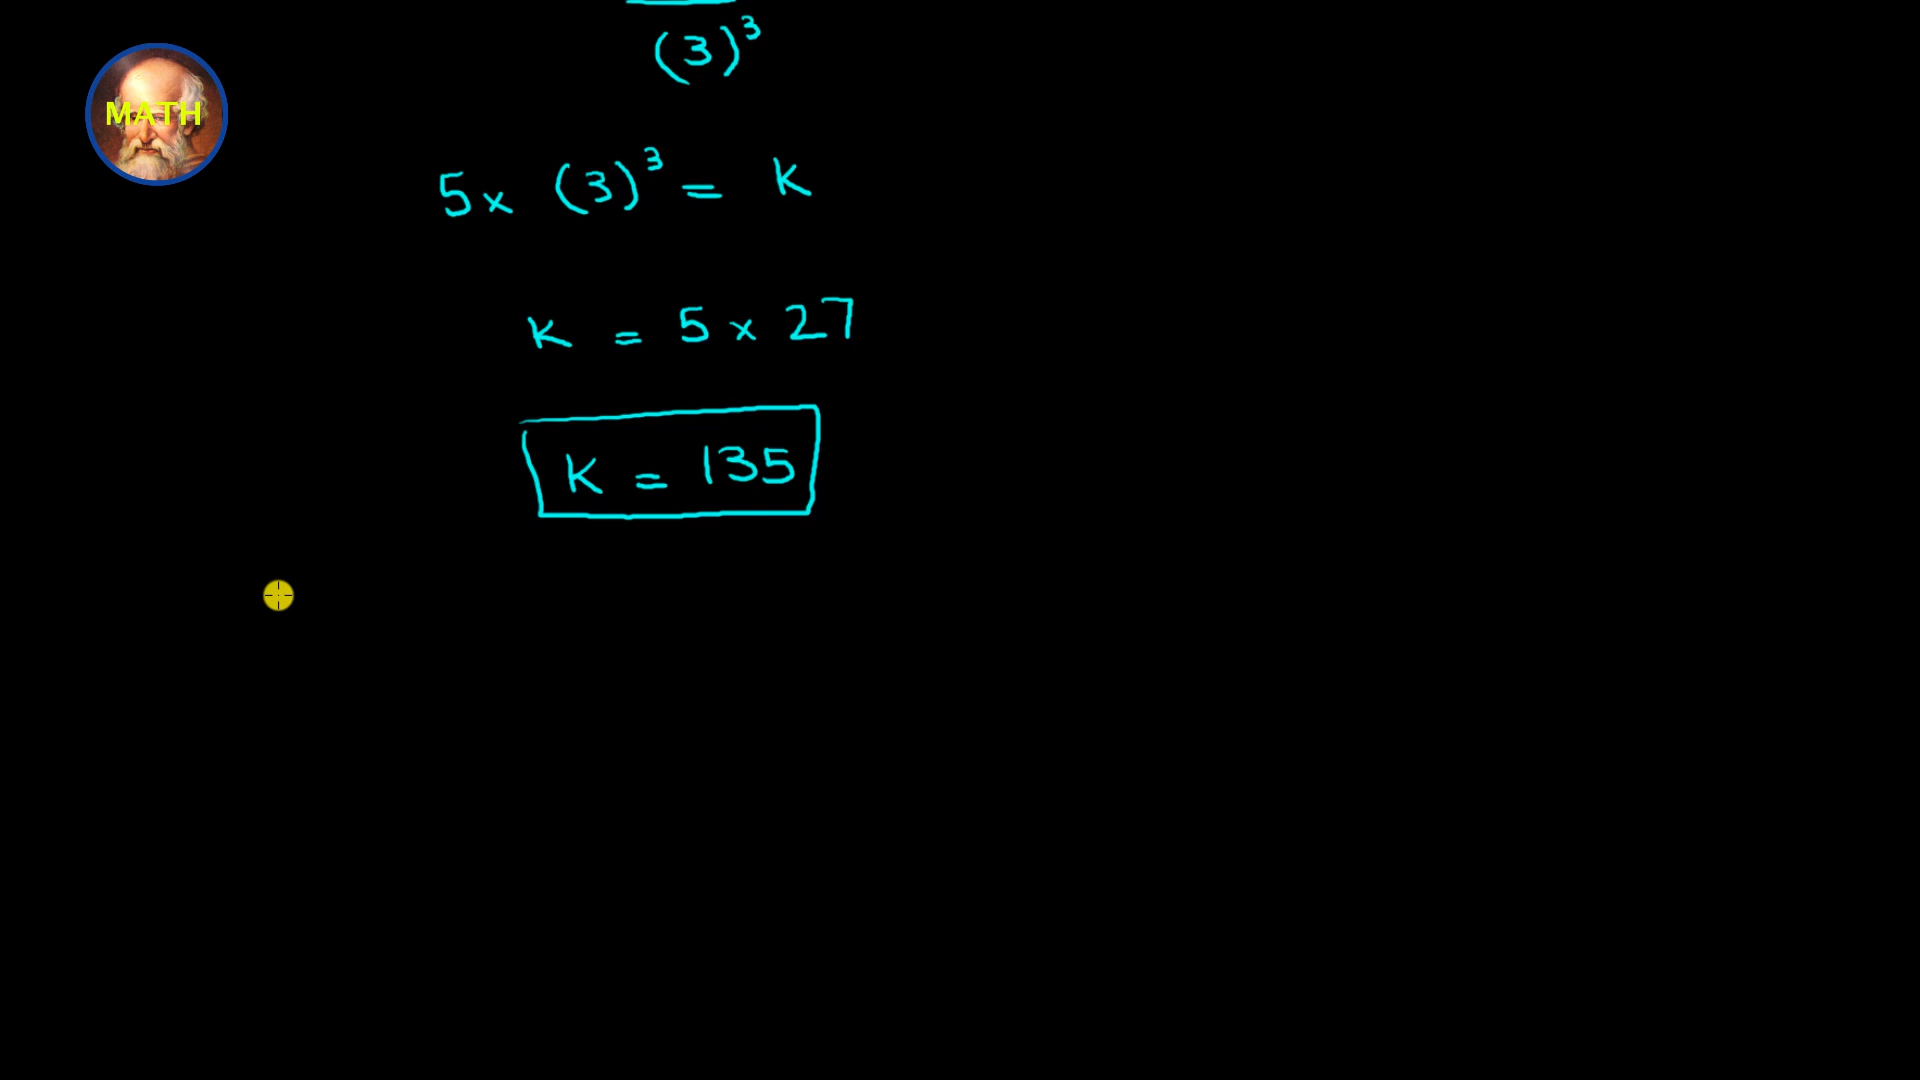 (3)³
MATH
5 × (3)³ = K
K = 5 × 27
K = 135